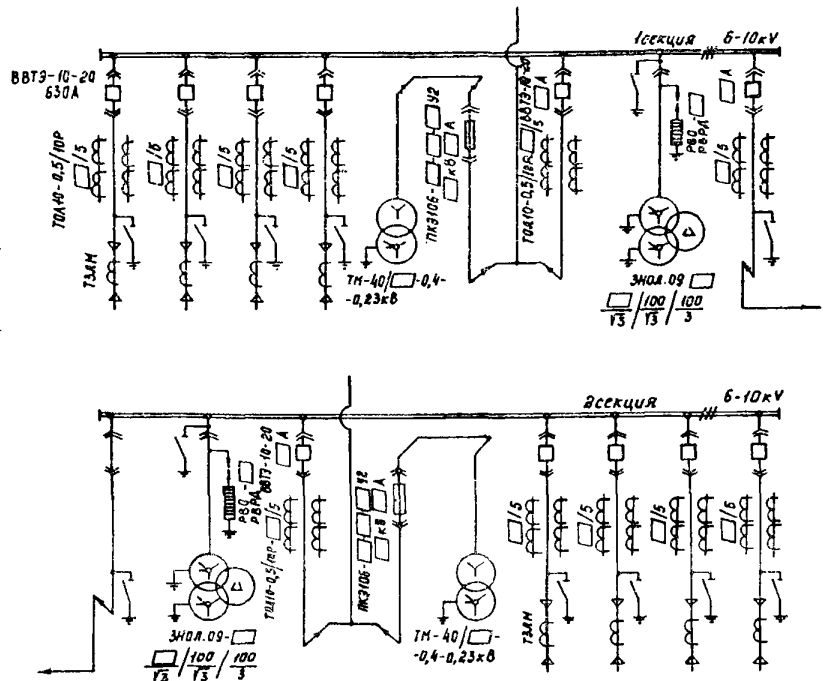 1секция 6-10кV
ВВТЭ-10-20
630А
ТОЛ10-0,5/10Р
/5
/5
/5
/5
ТЗЛМ
ТМ-40/ -0,4-
-0,23кВ
ПКЭ106- У2
кВ А
ТОЛ10-0,5/10Р- /5
ВВТЭ-10-20
А
РВО
РВРД-
ЗНОЛ.09
√3 / 100 √3 / 100 3
А
/5
2секция 6-10кV
РВО
РВРД-
ВВТЭ-10-20
А
ТОЛ10-0,5/10Р- /5
ЗНОЛ.09-
√3 / 100 √3 / 100 3
ПКЭ106- У2
кВ А
ТМ-40/ -
-0,4-0,23кВ
/5
/5
/5
/5
ТЗЛМ